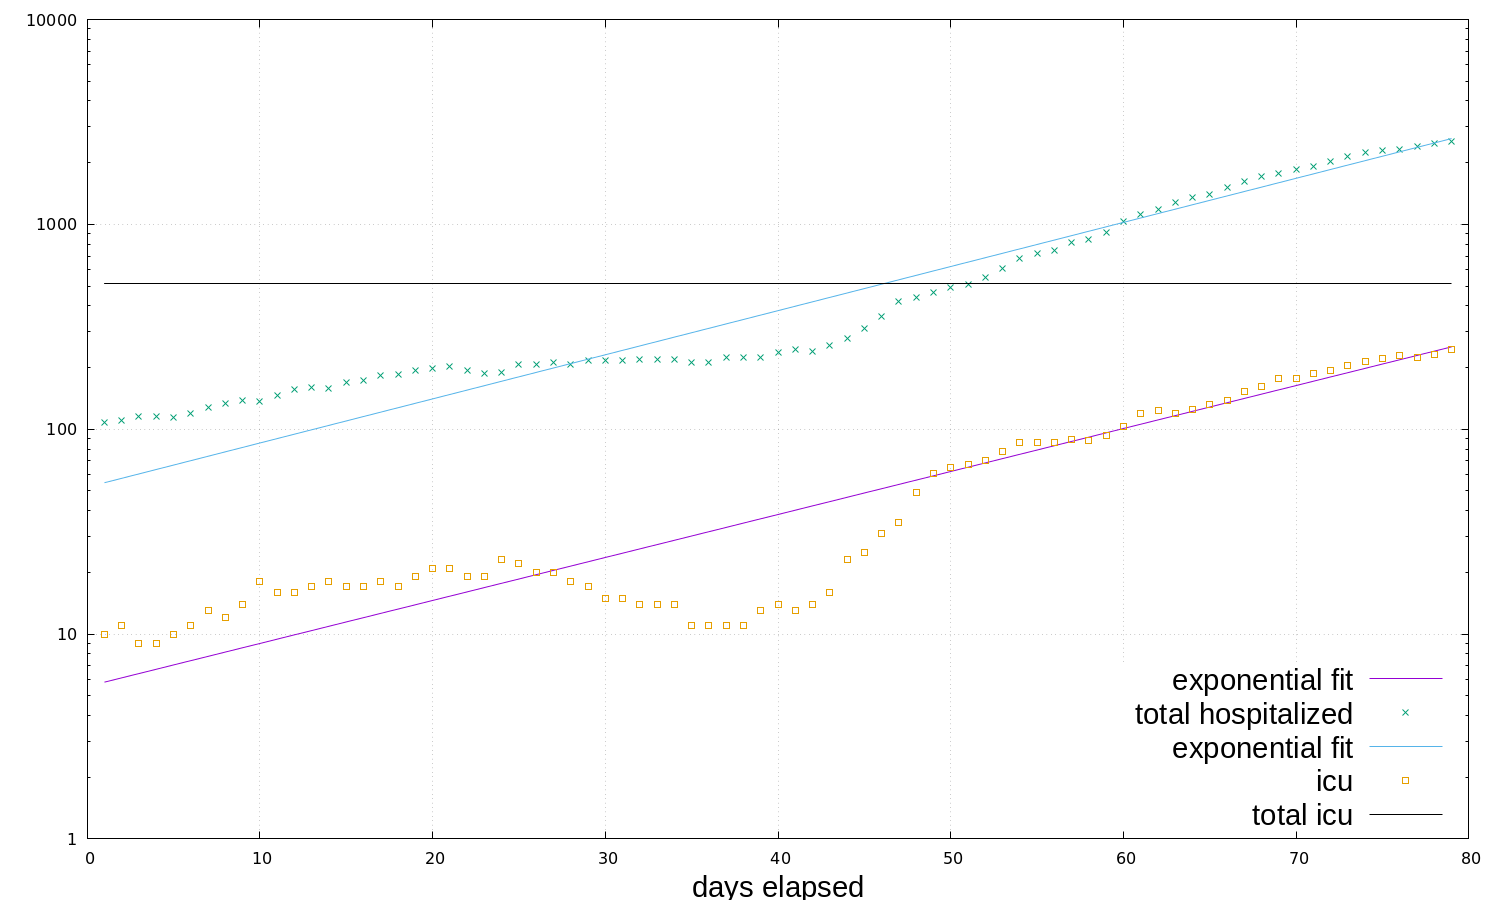 10000
1000
100
10
1
0 10 20 30 40 50 60 70 80
days elapsed
exponential fit
total hospitalized
exponential fit
icu
total icu